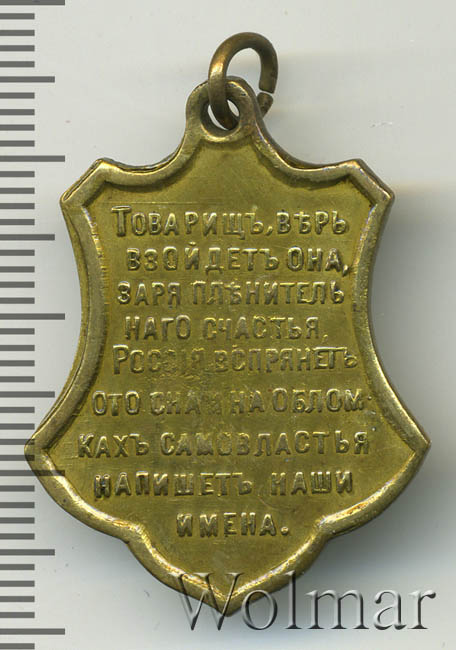 Товарищъ, вѣрь
взойдетъ она,
заря плѣнитель
наго счастья.
Россія вспрянетъ
ото сна и на облом-
кахъ самовластья
напишетъ наши
имена.
Wolmar